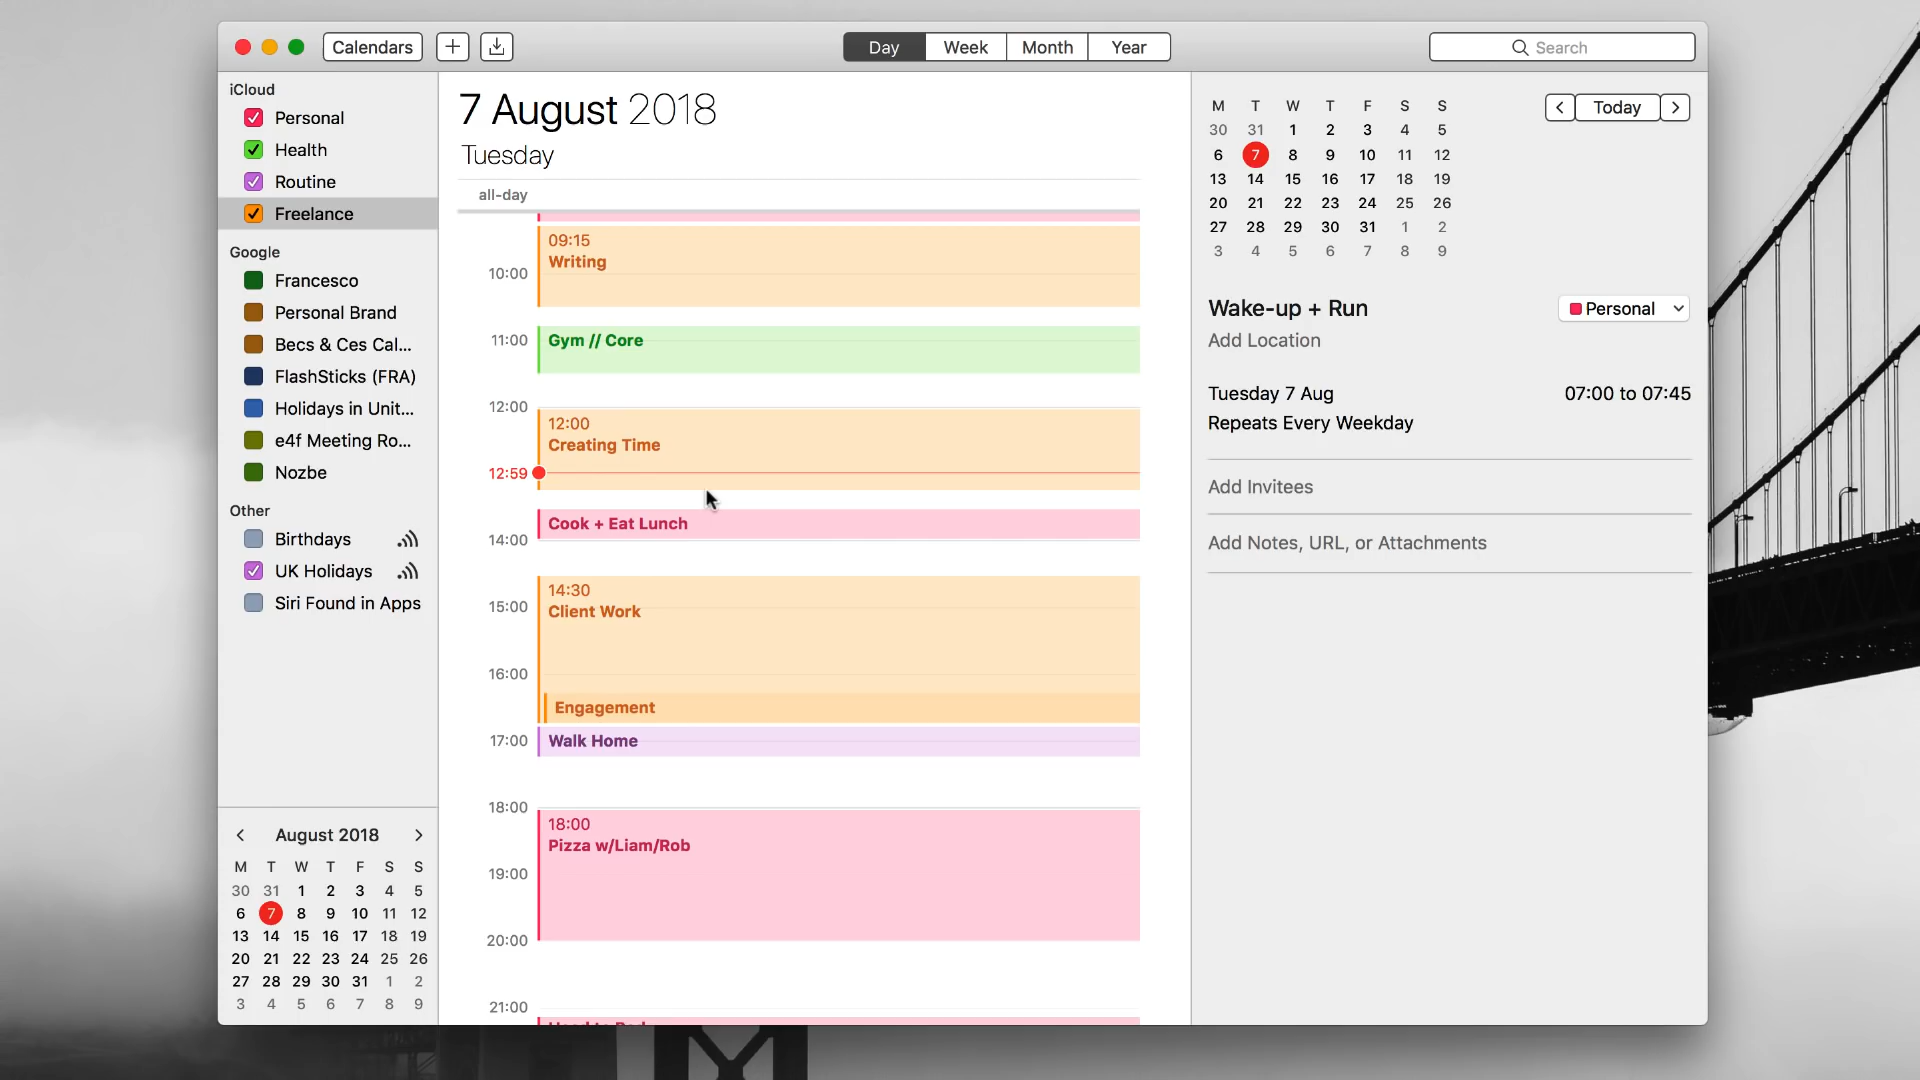 Calendars
Day Week Month Year
Search
iCloud
Personal
Health
Routine
Freelance
Google
Francesco
Personal Brand
Becs & Ces Cal...
FlashSticks (FRA)
Holidays in Unit...
e4f Meeting Ro...
Nozbe
Other
Birthdays
UK Holidays
Siri Found in Apps
August 2018
M T W T F S S
30 31 1 2 3 4 5
6 7 8 9 10 11 12
13 14 15 16 17 18 19
20 21 22 23 24 25 26
27 28 29 30 31 1 2
3 4 5 6 7 8 9
7 August 2018
Tuesday
all-day
09:15
Writing
10:00
11:00
Gym // Core
12:00
12:00
Creating Time
12:59
Cook + Eat Lunch
14:00
14:30
Client Work
15:00
16:00
Engagement
17:00
Walk Home
18:00
18:00
Pizza w/Liam/Rob
19:00
20:00
21:00
M T W T F S S
30 31 1 2 3 4 5
6 7 8 9 10 11 12
13 14 15 16 17 18 19
20 21 22 23 24 25 26
27 28 29 30 31 1 2
3 4 5 6 7 8 9
Today
Wake-up + Run
Personal
Add Location
Tuesday 7 Aug 07:00 to 07:45
Repeats Every Weekday
Add Invitees
Add Notes, URL, or Attachments